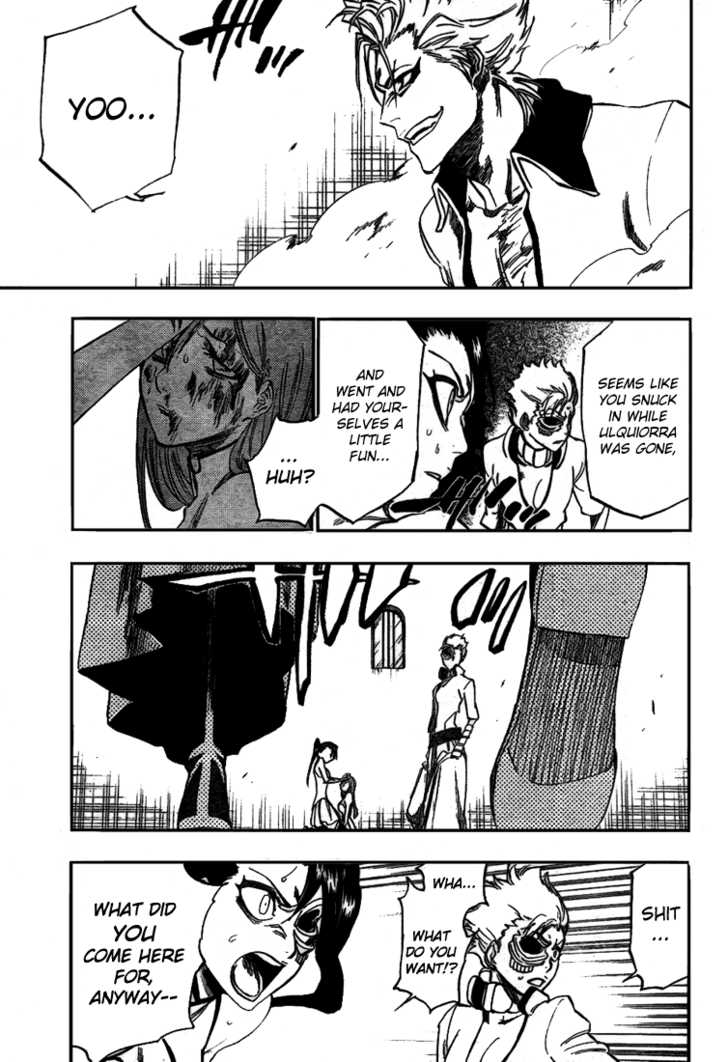 YOO...
SEEMS LIKE
YOU SNUCK
IN WHILE
ULQUIORRA
WAS GONE,
AND
WENT AND
HAD YOUR-
SELVES A
LITTLE
FUN...
...
HUH?
SHIT
...
WHA...
WHAT
DO YOU
WANT!?
WHAT DID
YOU
COME HERE
FOR,
ANYWAY--